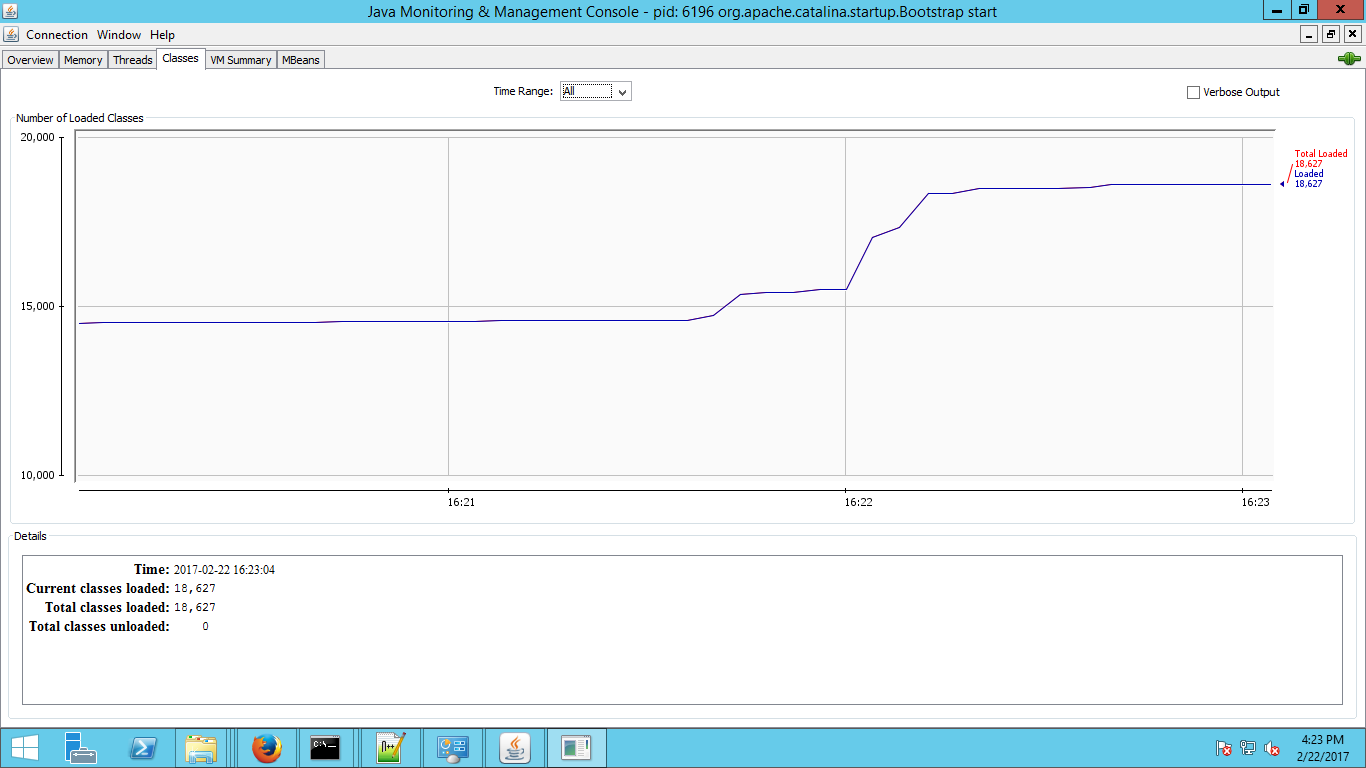 Java Monitoring & Management Console - pid: 6196 org.apache.catalina.startup.Bootstrap start
Connection Window Help
Overview Memory Threads Classes VM Summary MBeans
Time Range: All Verbose Output
Number of Loaded Classes
20,000
15,000
10,000
Total Loaded
18,627
Loaded
18,627
16:21 16:22 16:23
Details
Time: 2017-02-22 16:23:04
Current classes loaded: 18,627
Total classes loaded: 18,627
Total classes unloaded: 0
4:23 PM
2/22/2017